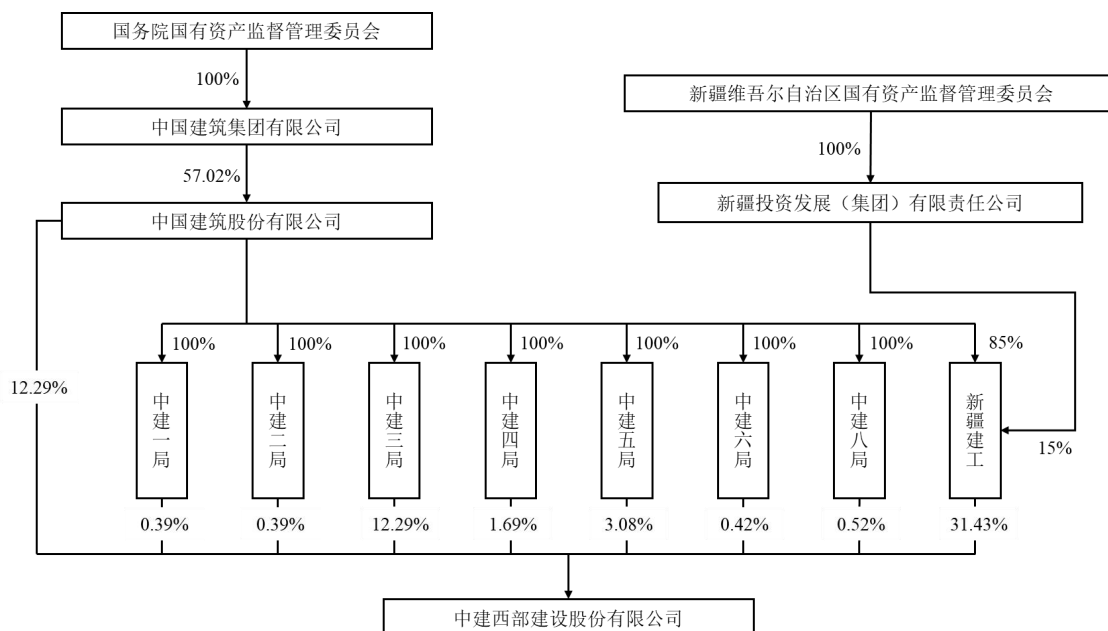 国务院国有资产监督管理委员会
100%
新疆维吾尔自治区国有资产监督管理委员会
中国建筑集团有限公司
100%
57.02%
新疆投资发展（集团）有限责任公司
中国建筑股份有限公司
100%
100%
100%
100%
100%
100%
100%
85%
12.29%
中建一局
中建二局
中建三局
中建四局
中建五局
中建六局
中建八局
新疆建工
15%
0.39%
0.39%
12.29%
1.69%
3.08%
0.42%
0.52%
31.43%
中建西部建设股份有限公司